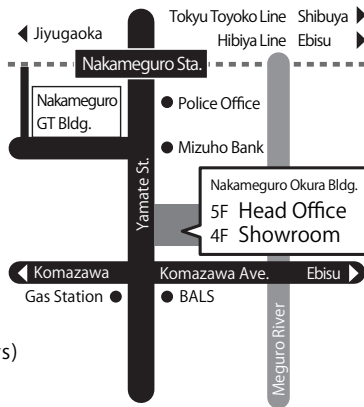 Tokyu Toyoko Line Shibuya
Jiyugaoka
Hibiya Line Ebisu
Nakameguro Sta.
Nakameguro
GT Bldg.
Police Office
Mizuho Bank
Yamate St.
Nakameguro Okura Bldg.
5F Head Office
4F Showroom
Komazawa
Komazawa Ave.
Ebisu
Gas Station
BALS
Meguro River
s)